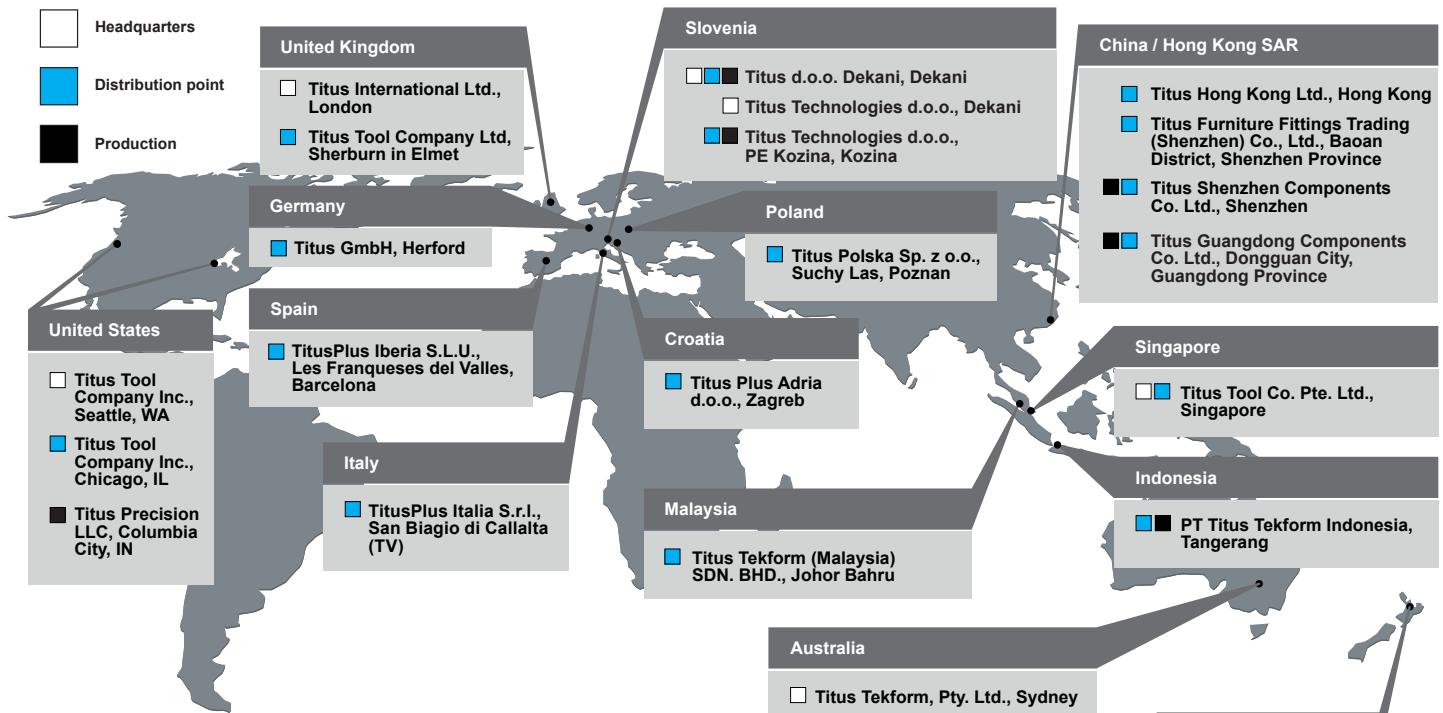 Headquarters
Distribution point
Production
United Kingdom
Titus International Ltd.,
London
Titus Tool Company Ltd,
Sherburn in Elmet
Slovenia
Titus d.o.o. Dekani, Dekani
Titus Technologies d.o.o., Dekani
Titus Technologies d.o.o.,
PE Kozina, Kozina
China / Hong Kong SAR
Titus Hong Kong Ltd., Hong Kong
Titus Furniture Fittings Trading
(Shenzhen) Co., Ltd., Baoan
District, Shenzhen Province
Titus Shenzhen Components
Co. Ltd., Shenzhen
Titus Guangdong Components
Co. Ltd., Dongguan City,
Guangdong Province
Germany
Titus GmbH, Herford
Poland
Titus Polska Sp. z o.o.,
Suchy Las, Poznan
United States
Titus Tool
Company Inc.,
Seattle, WA
Titus Tool
Company Inc.,
Chicago, IL
Titus Precision
LLC, Columbia
City, IN
Spain
TitusPlus Iberia S.L.U.,
Les Franqueses del Valles,
Barcelona
Croatia
Titus Plus Adria
d.o.o., Zagreb
Singapore
Titus Tool Co. Pte. Ltd.,
Singapore
Italy
TitusPlus Italia S.r.l.,
San Biagio di Callalta
(TV)
Malaysia
Titus Tekform (Malaysia)
SDN. BHD., Johor Bahru
Indonesia
PT Titus Tekform Indonesia,
Tangerang
Australia
Titus Tekform, Pty. Ltd., Sydney